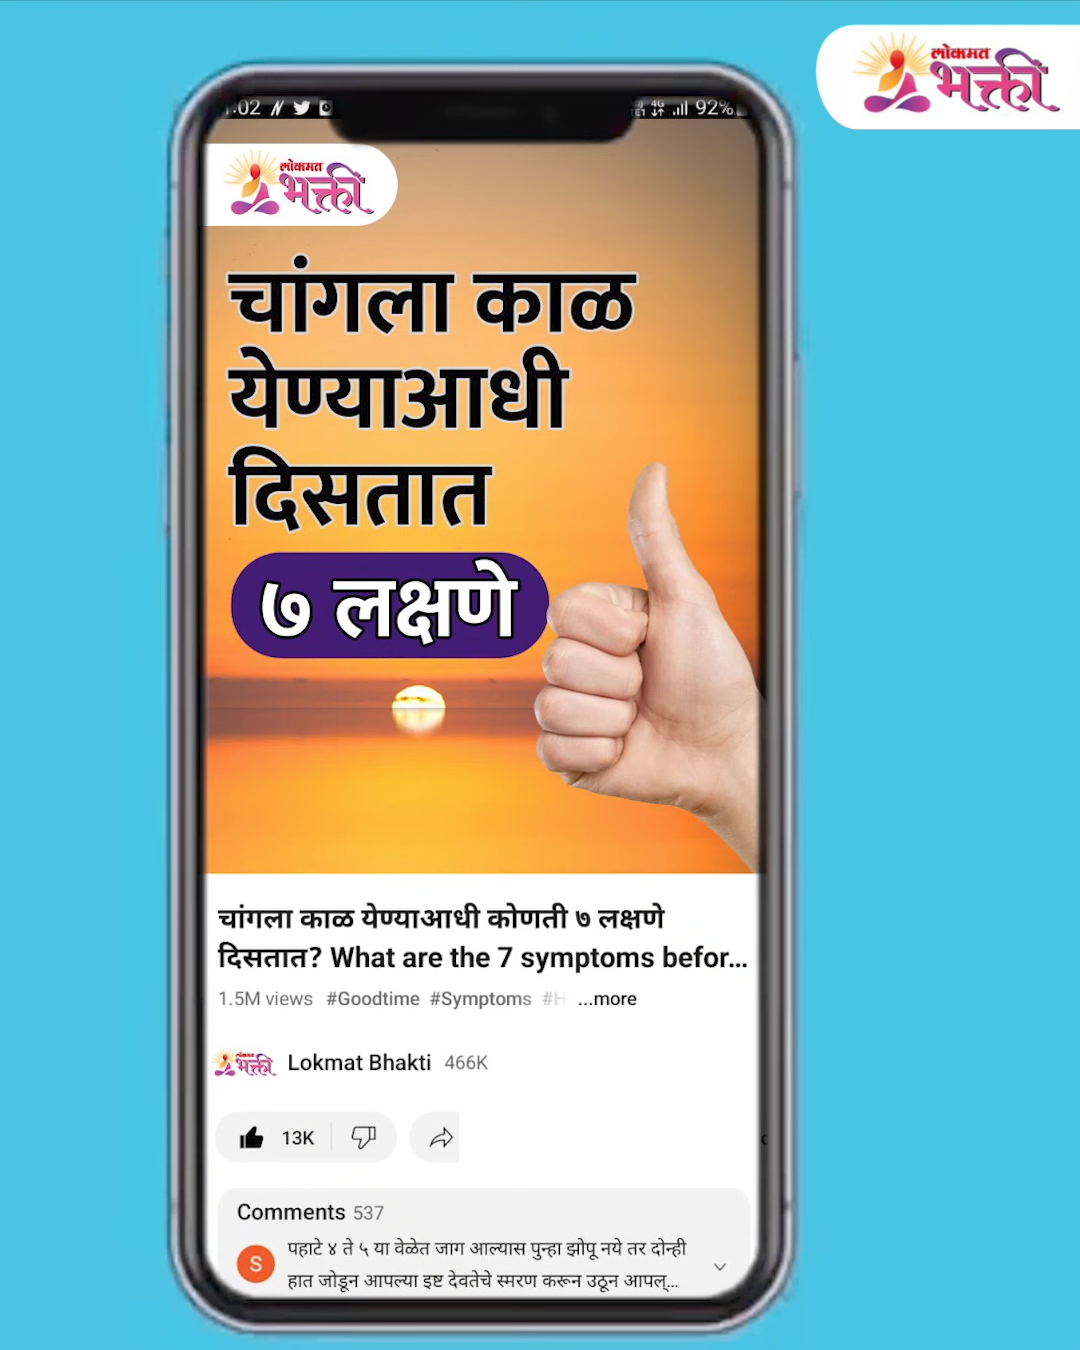 लोकमत
भक्ती
:02
92%
लोकमत
भक्ती
चांगला काळ
येण्याआधी
दिसतात
७ लक्षणे
चांगला काळ येण्याआधी कोणती ७ लक्षणे
दिसतात? What are the 7 symptoms befor...
1.5M views #Goodtime #Symptoms #H ...more
लोकमत
भक्ती
Lokmat Bhakti 466K
13K
Comments 537
S
पहाटे ४ ते ५ या वेळेत जाग आल्यास पुन्हा झोपू नये तर दोन्ही
हात जोडून आपल्या इष्ट देवतेचे स्मरण करून उठून आपल्...